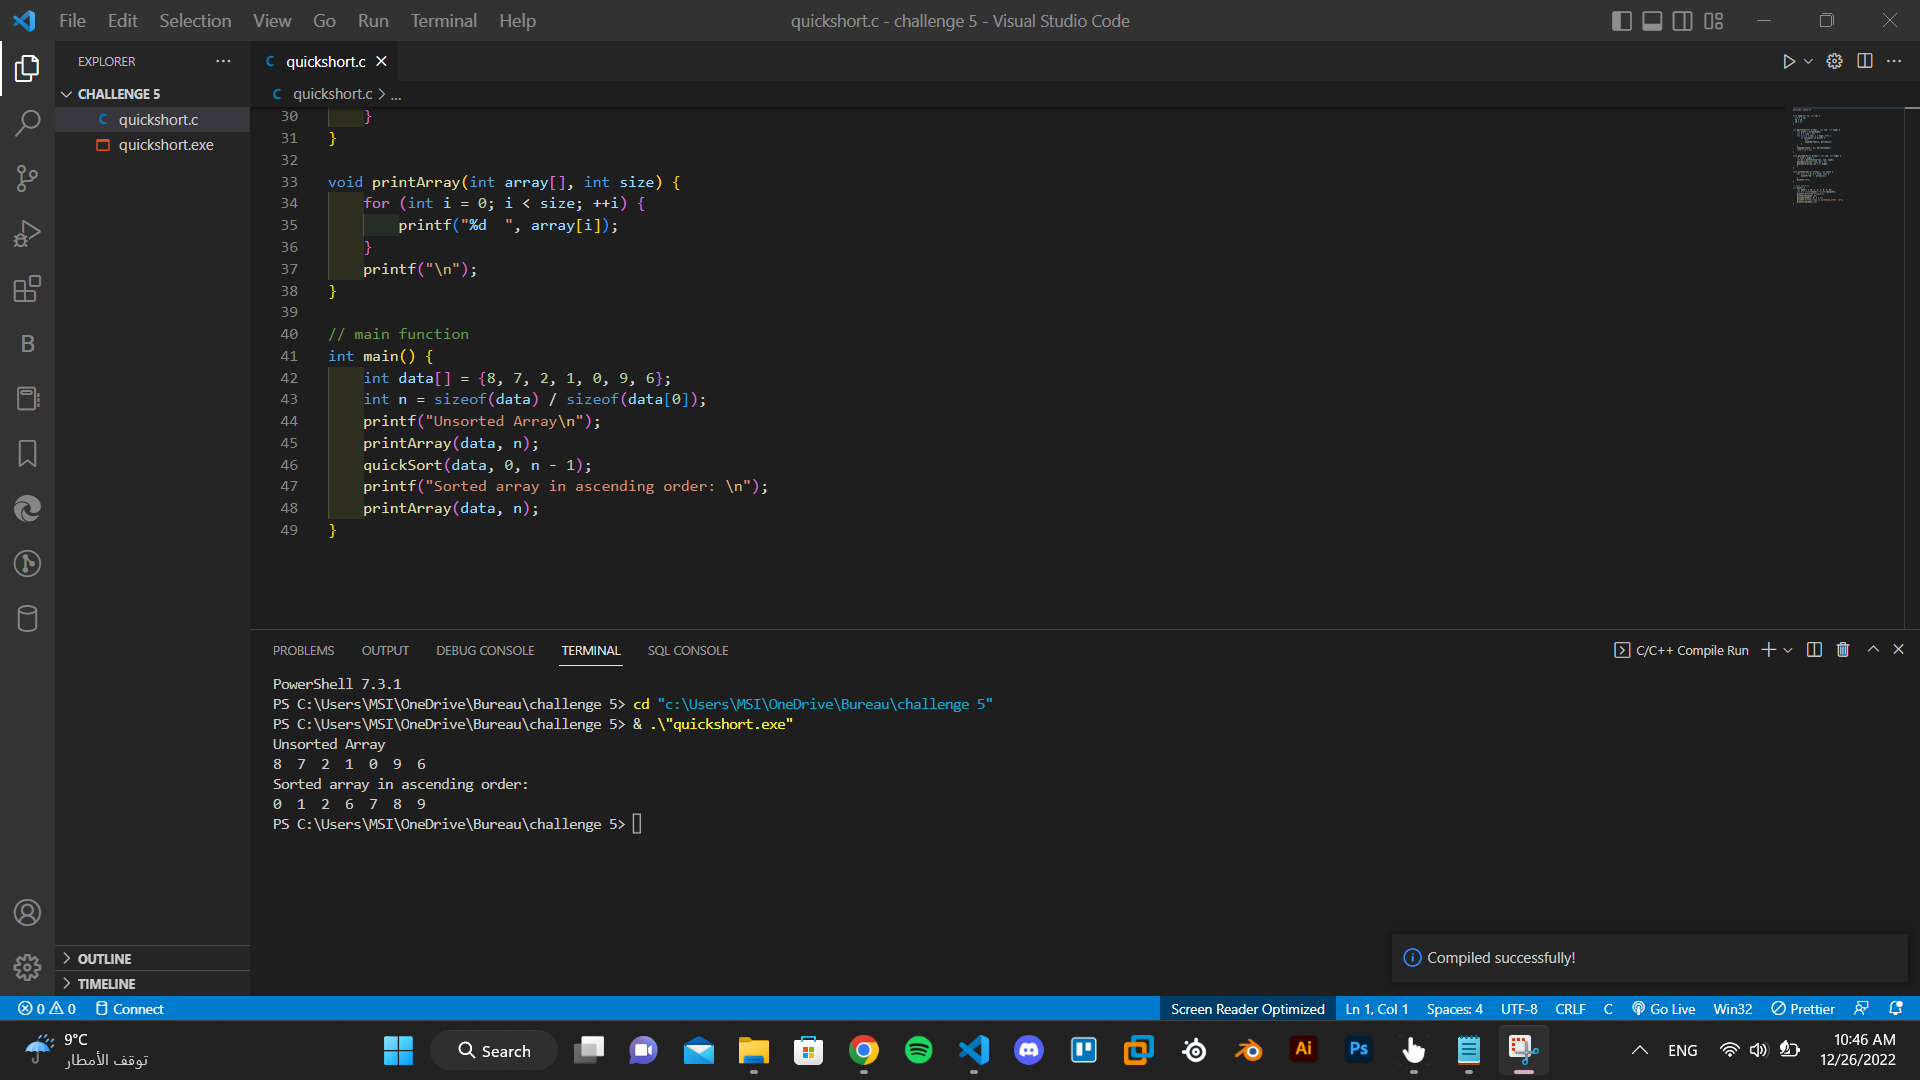 File Edit Selection View Go Run Terminal Help
quickshort.c - challenge 5 - Visual Studio Code
EXPLORER
CHALLENGE 5
C quickshort.c
quickshort.exe
C quickshort.c
C quickshort.c > ...
30 }
31 }
32
33 void printArray(int array[], int size) {
34 for (int i = 0; i < size; ++i) {
35 printf("%d  ", array[i]);
36 }
37 printf("\n");
38 }
39
40 // main function
41 int main() {
42 int data[] = {8, 7, 2, 1, 0, 9, 6};
43 int n = sizeof(data) / sizeof(data[0]);
44 printf("Unsorted Array\n");
45 printArray(data, n);
46 quickSort(data, 0, n - 1);
47 printf("Sorted array in ascending order: \n");
48 printArray(data, n);
49 }
PROBLEMS OUTPUT DEBUG CONSOLE TERMINAL SQL CONSOLE
C/C++ Compile Run
PowerShell 7.3.1
PS C:\Users\MSI\OneDrive\Bureau\challenge 5> cd "c:\Users\MSI\OneDrive\Bureau\challenge 5"
PS C:\Users\MSI\OneDrive\Bureau\challenge 5> & .\"quickshort.exe"
Unsorted Array
8  7  2  1  0  9  6
Sorted array in ascending order:
0  1  2  6  7  8  9
PS C:\Users\MSI\OneDrive\Bureau\challenge 5>
Compiled successfully!
OUTLINE
TIMELINE
0 0 Connect
Screen Reader Optimized Ln 1, Col 1 Spaces: 4 UTF-8 CRLF C Go Live Win32 Prettier
9°C
توقف الأمطار
Search
Ai
Ps
ENG
10:46 AM
12/26/2022